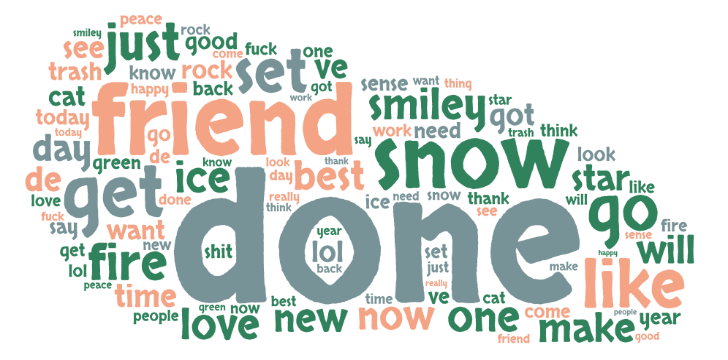 peace
smiley just good rock
see come fuck one
trash know rock set ve
happy back got
work
cat friend sense want thing
today smiley star got
today go say work need trash think
day de know look thank snow look
green ice day best
de get done really think ice need snow thank star like
love see will go
fuck say want year sense fire
get new shit lol set happy will
lol fire back just
peace done really make like
time green now best time ve cat people
people love new now one come make year
friend good